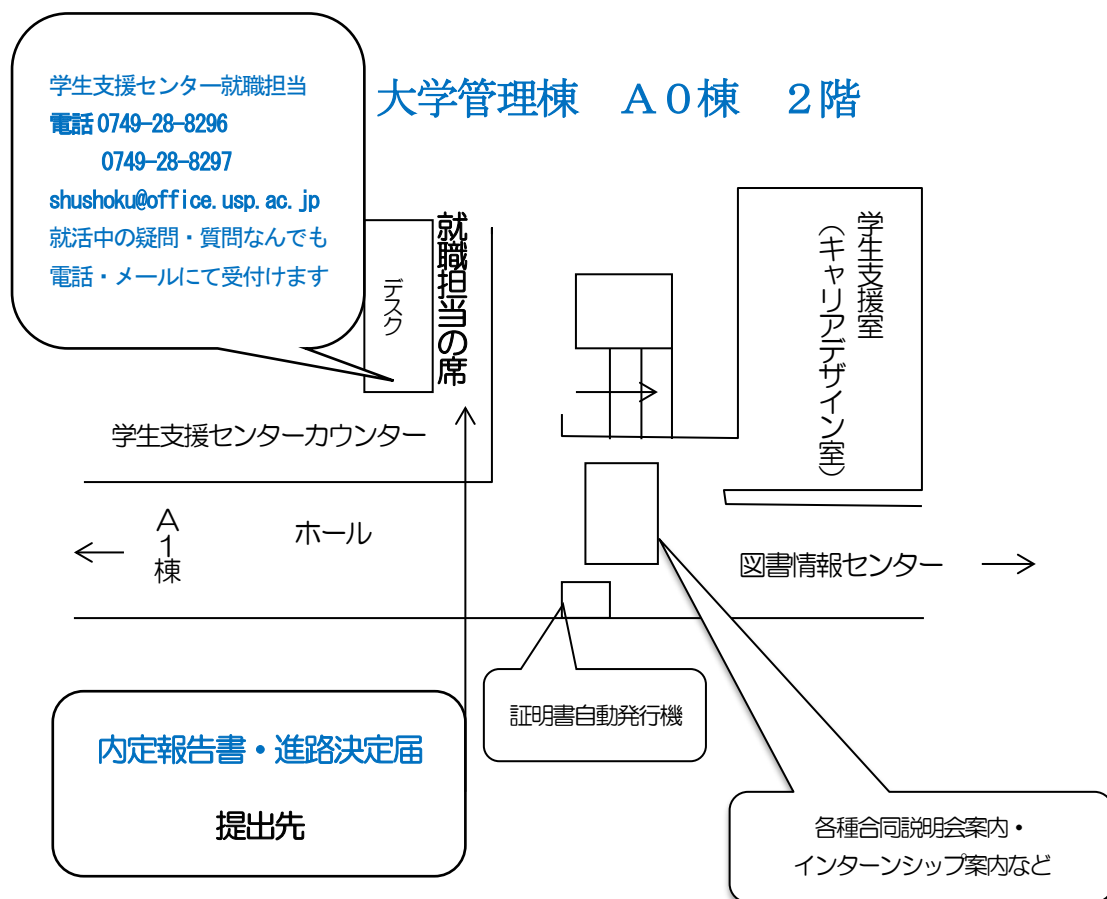 学生支援センター就職担当
電話 0749-28-8296
0749-28-8297
shushoku@office.usp.ac.jp
就活中の疑問・質問なんでも
電話・メールにて受付けます
大学管理棟　Ａ０棟　２階
デスク
就職担当の席
学生支援室
（キャリアデザイン室）
学生支援センターカウンター
Ａ１棟
ホール
図書情報センター
証明書自動発行機
内定報告書・進路決定届
提出先
各種合同説明会案内・
インターンシップ案内など